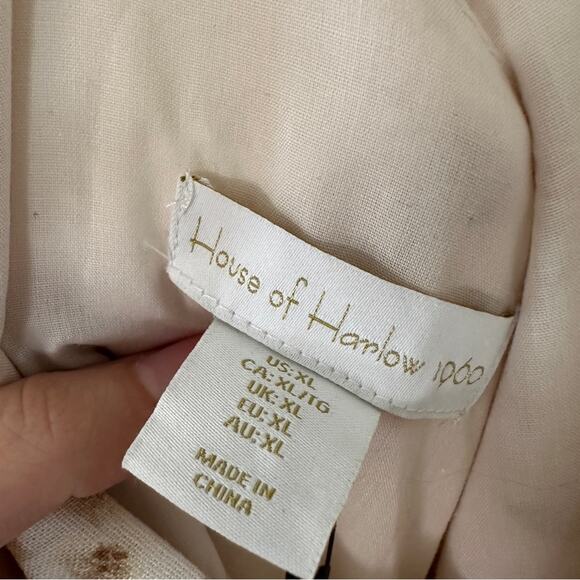 House of Harlow 1960
US: XL
CA: XL/TG
UK: XL
EU: XL
AU: XL
MADE IN
CHINA